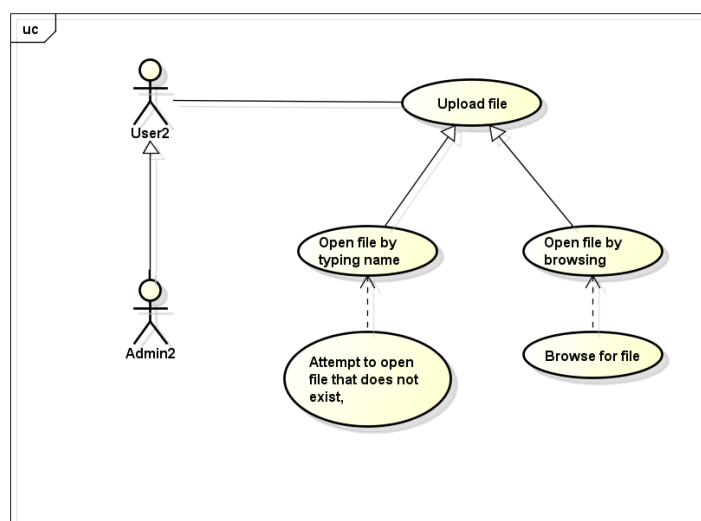 uc
User2
Upload file
Open file by
typing name
Open file by
browsing
Admin2
Attempt to open
file that does not
exist,
Browse for file